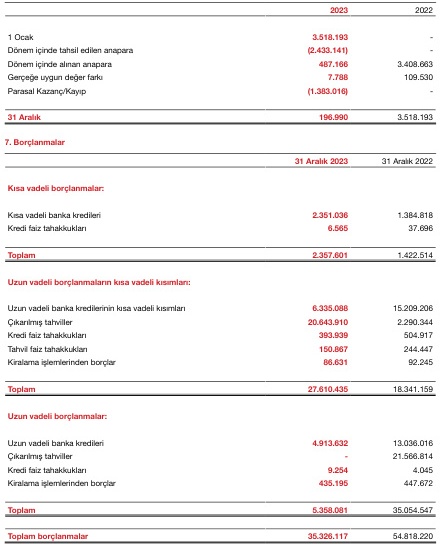 2023 2022
1 Ocak 3.518.193 -
Dönem içinde tahsil edilen anapara (2.433.141) -
Dönem içinde alınan anapara 487.166 3.408.663
Gerçeğe uygun değer farkı 7.788 109.530
Parasal Kazanç/Kayıp (1.383.016) -
31 Aralık 196.990 3.518.193
7. Borçlanmalar
31 Aralık 2023 31 Aralık 2022
Kısa vadeli borçlanmalar:
Kısa vadeli banka kredileri 2.351.036 1.384.818
Kredi faiz tahakkukları 6.565 37.696
Toplam 2.357.601 1.422.514
Uzun vadeli borçlanmaların kısa vadeli kısımları:
Uzun vadeli banka kredilerinin kısa vadeli kısımları 6.335.088 15.209.206
Çıkarılmış tahviller 20.643.910 2.290.344
Kredi faiz tahakkukları 393.939 504.917
Tahvil faiz tahakkukları 150.867 244.447
Kiralama işlemlerinden borçlar 86.631 92.245
Toplam 27.610.435 18.341.159
Uzun vadeli borçlanmalar:
Uzun vadeli banka kredileri 4.913.632 13.036.016
Çıkarılmış tahviller - 21.566.814
Kredi faiz tahakkukları 9.254 4.045
Kiralama işlemlerinden borçlar 435.195 447.672
Toplam 5.358.081 35.054.547
Toplam borçlanmalar 35.326.117 54.818.220